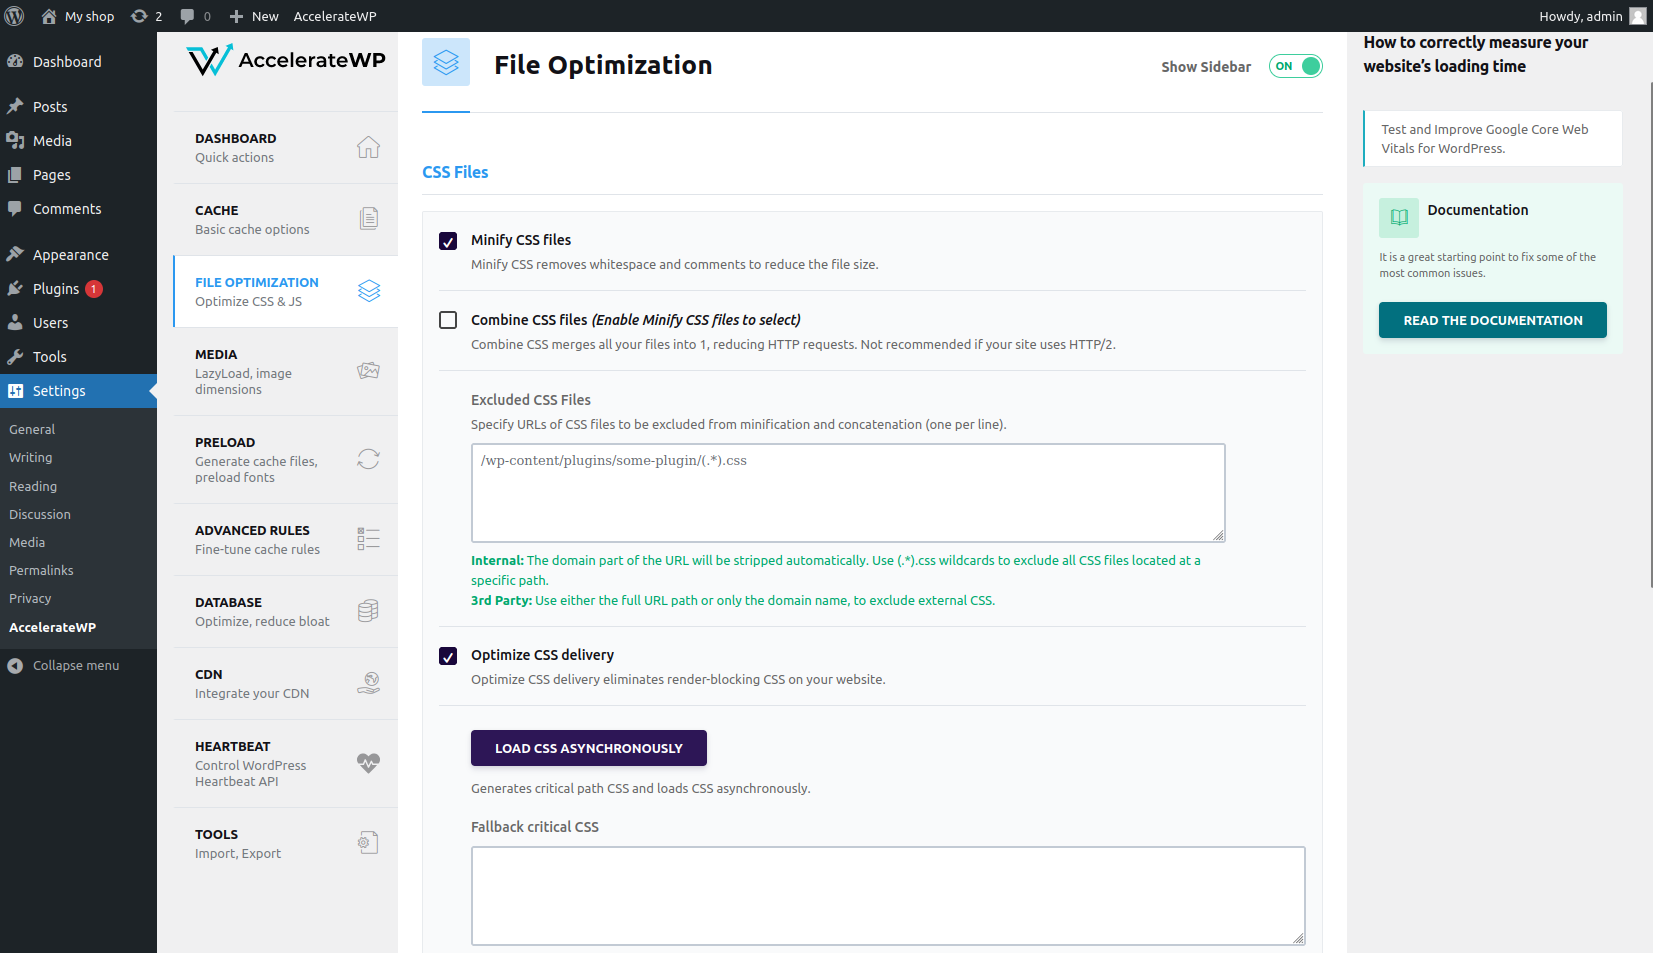 My shop
2
0
New
AccelerateWP
Howdy, admin
Dashboard
Posts
Media
Pages
Comments
Appearance
Plugins 1
Users
Tools
Settings
General
Writing
Reading
Discussion
Media
Permalinks
Privacy
AccelerateWP
Collapse menu
AccelerateWP
DASHBOARD
Quick actions
CACHE
Basic cache options
FILE OPTIMIZATION
Optimize CSS & JS
MEDIA
LazyLoad, image
dimensions
PRELOAD
Generate cache files,
preload fonts
ADVANCED RULES
Fine-tune cache rules
DATABASE
Optimize, reduce bloat
CDN
Integrate your CDN
HEARTBEAT
Control WordPress
Heartbeat API
TOOLS
Import, Export
File Optimization
Show Sidebar
ON
CSS Files
Minify CSS files
Minify CSS removes whitespace and comments to reduce the file size.
Combine CSS files (Enable Minify CSS files to select)
Combine CSS merges all your files into 1, reducing HTTP requests. Not recommended if your site uses HTTP/2.
Excluded CSS Files
Specify URLs of CSS files to be excluded from minification and concatenation (one per line).
/wp-content/plugins/some-plugin/(.*).css
Internal: The domain part of the URL will be stripped automatically. Use (.*).css wildcards to exclude all CSS files located at a
specific path.
3rd Party: Use either the full URL path or only the domain name, to exclude external CSS.
Optimize CSS delivery
Optimize CSS delivery eliminates render-blocking CSS on your website.
LOAD CSS ASYNCHRONOUSLY
Generates critical path CSS and loads CSS asynchronously.
Fallback critical CSS
How to correctly measure your
website's loading time
Test and Improve Google Core Web
Vitals for WordPress.
Documentation
It is a great starting point to fix some of the
most common issues.
READ THE DOCUMENTATION